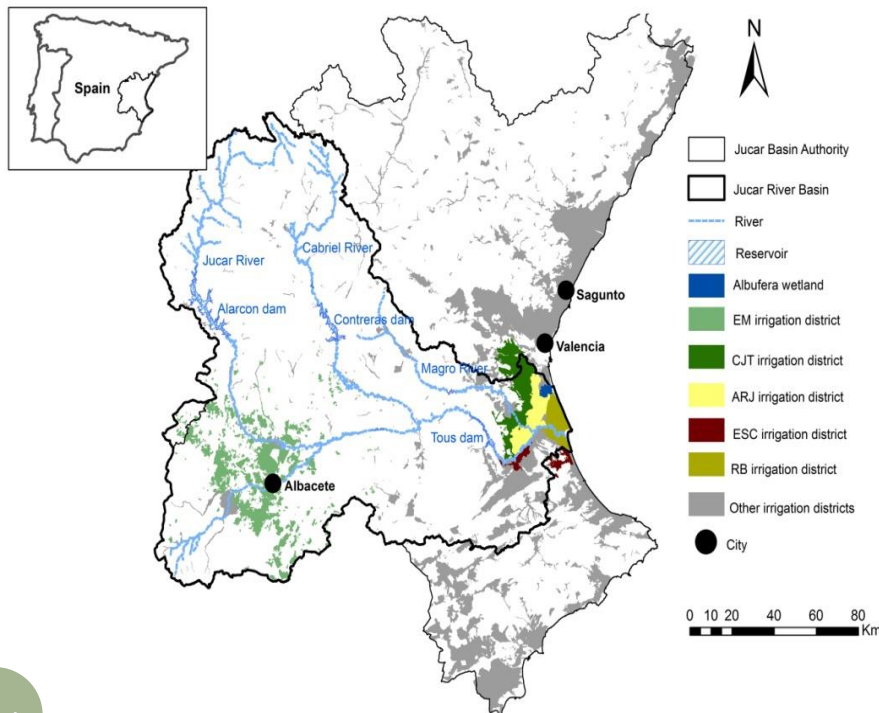 Spain
N
Jucar Basin Authority
Jucar River Basin
River
Reservoir
Albufera wetland
EM irrigation district
CJT irrigation district
ARJ irrigation district
ESC irrigation district
RB irrigation district
Other irrigation districts
City
0 10 20 40 60 80
Km
Cabriel River
Jucar River
Alarcon dam
Contreras dam
Sagunto
Valencia
Magro River
Tous dam
Albacete